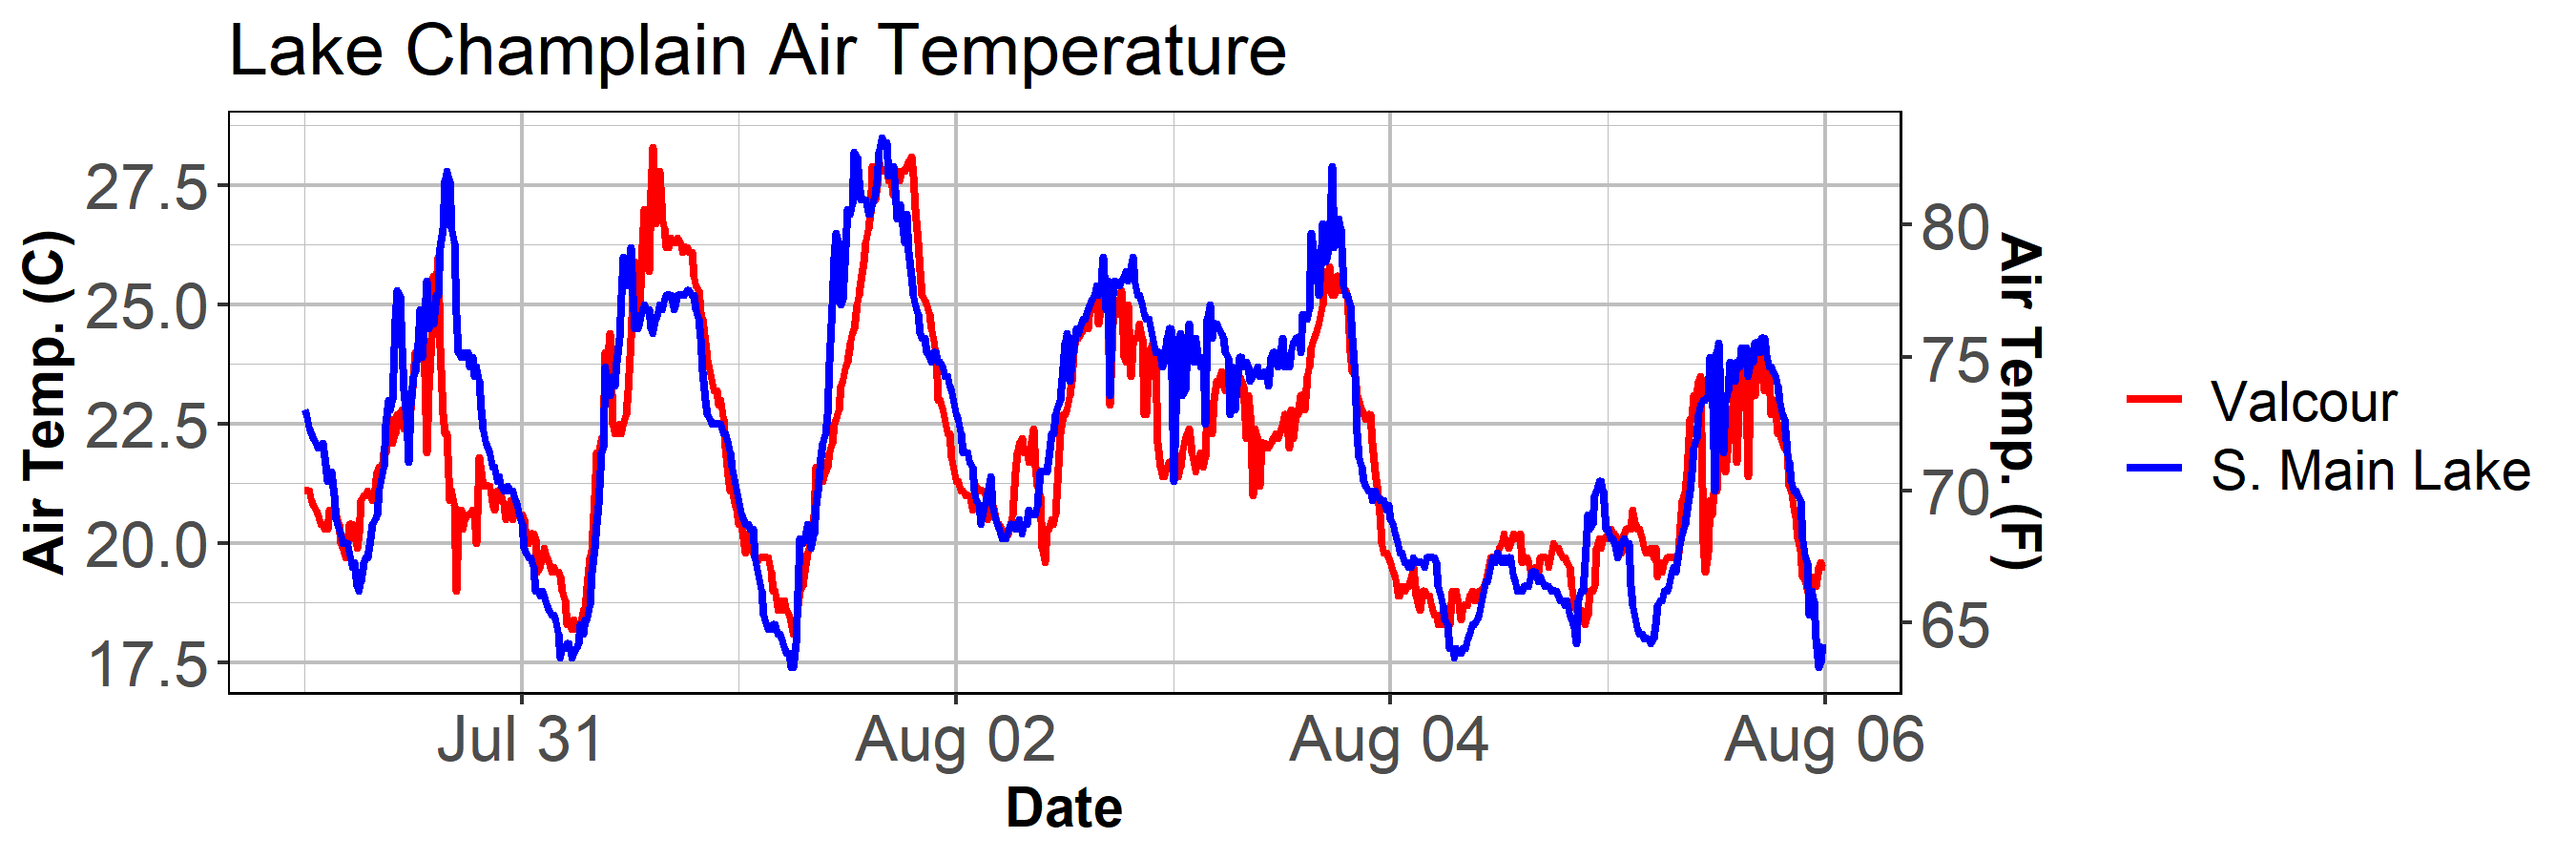 Lake Champlain Air Temperature
Air Temp. (C)
27.5
25.0
22.5
20.0
17.5
80
75
70
65
Air Temp. (F)
Jul 31
Aug 02
Aug 04
Aug 06
Date
Valcour
S. Main Lake